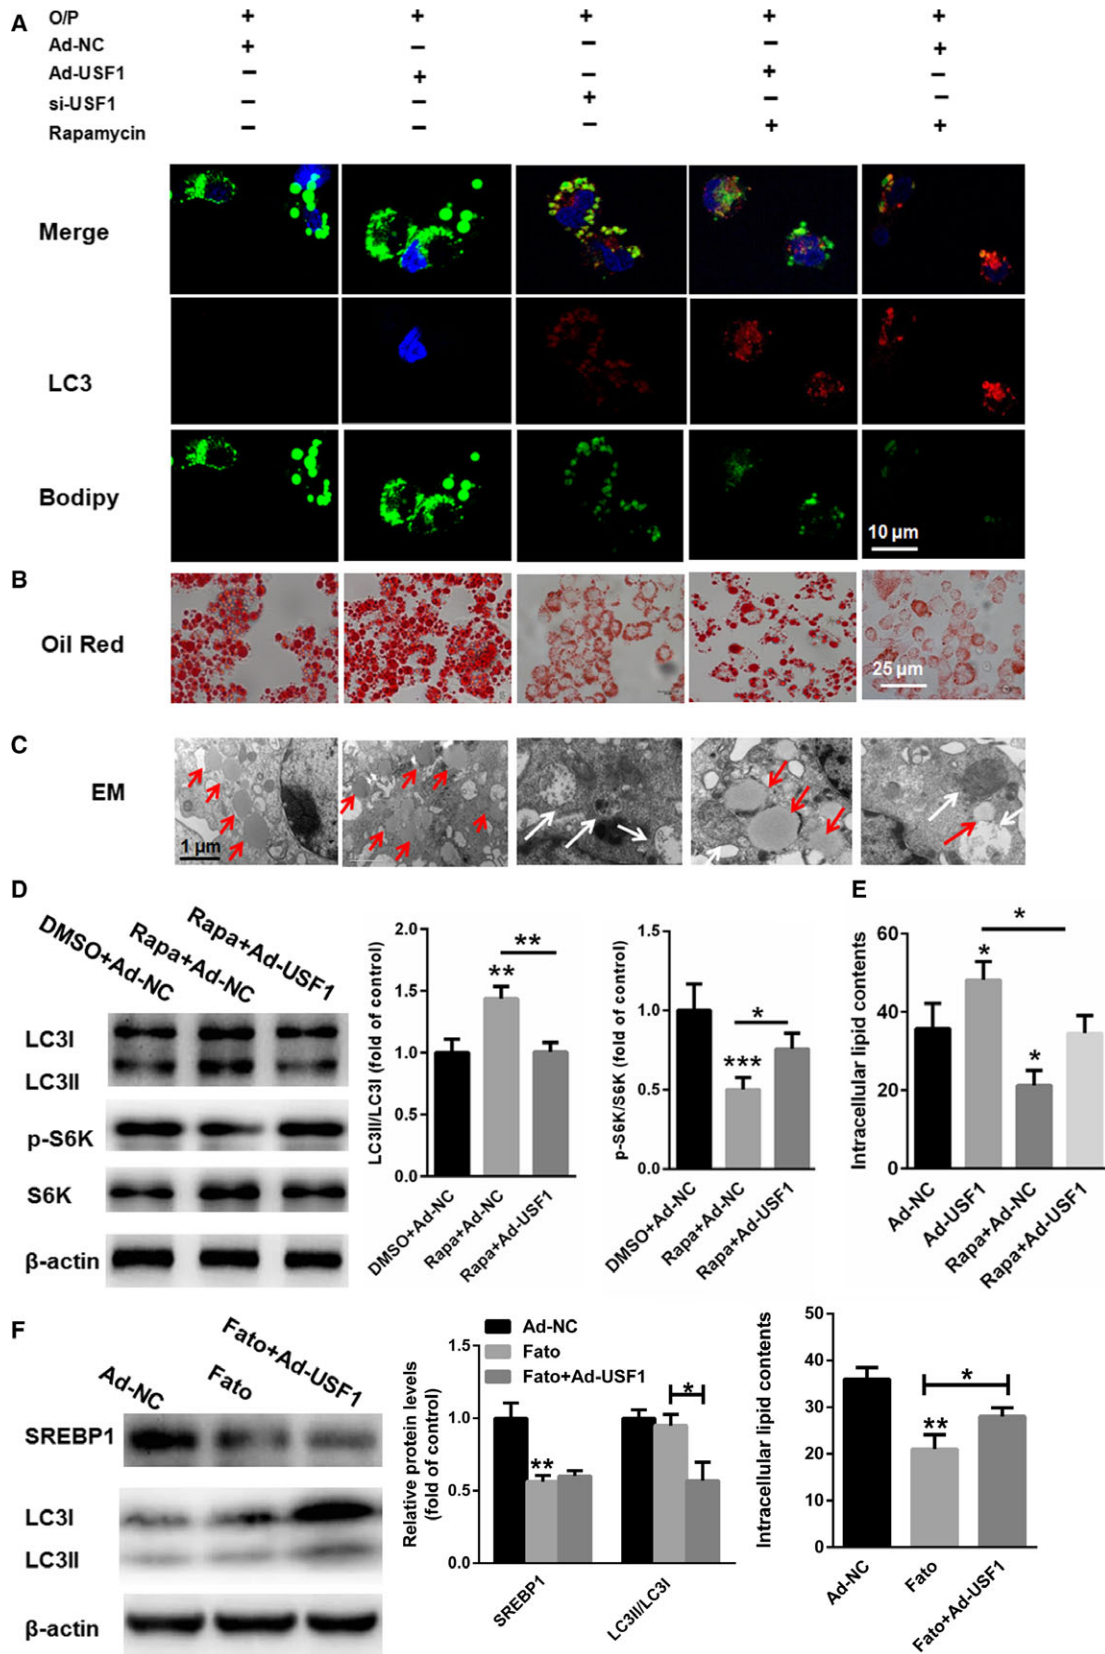 A
O/P + + + + +
Ad-NC + – – – +
Ad-USF1 – + – + –
si-USF1 – – + – –
Rapamycin – – – + +
Merge
LC3
Bodipy
10 μm
B
Oil Red
25 μm
C
EM
1 μm
D
DMSO+Ad-NC
Rapa+Ad-NC
Rapa+Ad-USF1
LC3I
LC3II
p-S6K
S6K
β-actin
LC3II/LC3I (fold of control)
2.0
1.5
1.0
0.5
0.0
**
**
DMSO+Ad-NC
Rapa+Ad-NC
Rapa+Ad-USF1
p-S6K/S6K (fold of control)
1.5
1.0
0.5
0.0
*
***
DMSO+Ad-NC
Rapa+Ad-NC
Rapa+Ad-USF1
E
Intracellular lipid contents
60
40
20
0
*
*
*
Ad-NC
Ad-USF1
Rapa+Ad-NC
Rapa+Ad-USF1
F
Ad-NC
Fato
Fato+Ad-USF1
SREBP1
LC3I
LC3II
β-actin
Relative protein levels
(fold of control)
1.5
1.0
0.5
0.0
Ad-NC
Fato
Fato+Ad-USF1
**
*
SREBP1
LC3II/LC3I
Intracellular lipid contents
50
40
30
20
10
0
*
**
Ad-NC
Fato
Fato+Ad-USF1